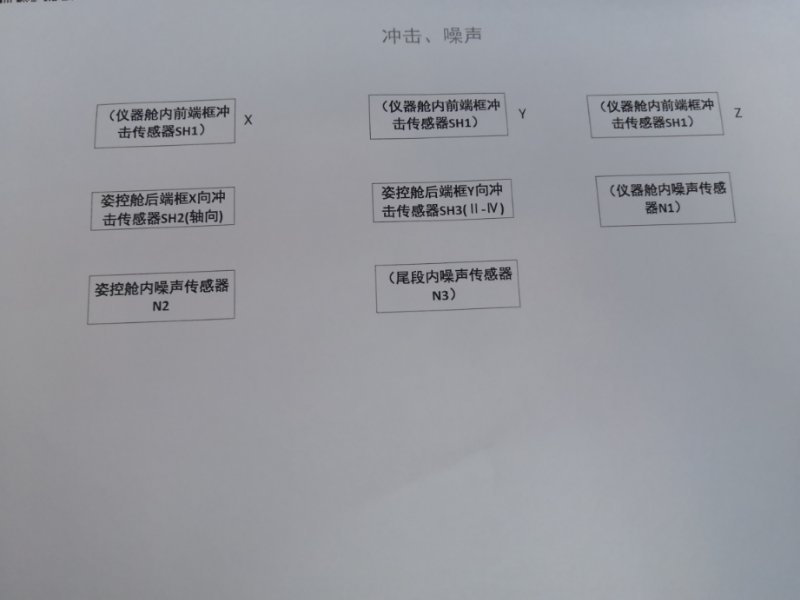 冲击、噪声
（仪器舱内前端框冲
击传感器SH1）
X
（仪器舱内前端框冲
击传感器SH1）
Y
（仪器舱内前端框冲
击传感器SH1）
Z
姿控舱后端框X向冲
击传感器SH2(轴向)
姿控舱后端框Y向冲
击传感器SH3(Ⅱ-Ⅳ)
（仪器舱内噪声传感
器N1）
姿控舱内噪声传感器
N2
（尾段内噪声传感器
N3）